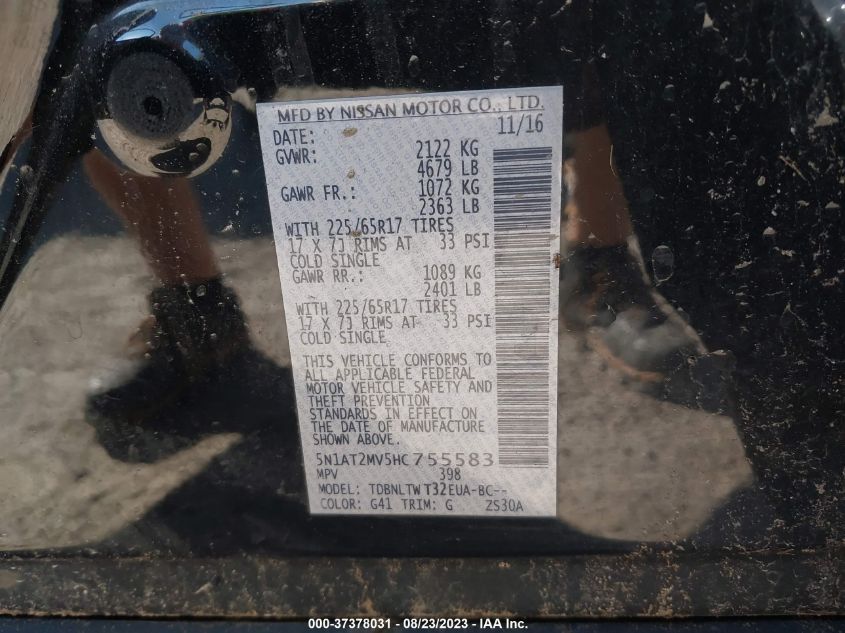 MFD BY NISSAN MOTOR CO., LTD.
DATE: 11/16
GVWR: 2122 KG
4679 LB
GAWR FR.: 1072 KG
2363 LB
WITH 225/65R17 TIRES
17 X 7J RIMS AT 33 PSI
COLD SINGLE
GAWR RR.: 1089 KG
2401 LB
WITH 225/65R17 TIRES
17 X 7J RIMS AT 33 PSI
COLD SINGLE
THIS VEHICLE CONFORMS TO
ALL APPLICABLE FEDERAL
MOTOR VEHICLE SAFETY AND
THEFT PREVENTION
STANDARDS IN EFFECT ON
THE DATE OF MANUFACTURE
SHOWN ABOVE.
5N1AT2MV5HC755583
MPV 398
MODEL: TDBNLTWT32EUA-BC--
COLOR: G41 TRIM: G ZS30A
000-37378031 - 08/23/2023 - Copyright © 2023 IAA, Inc.